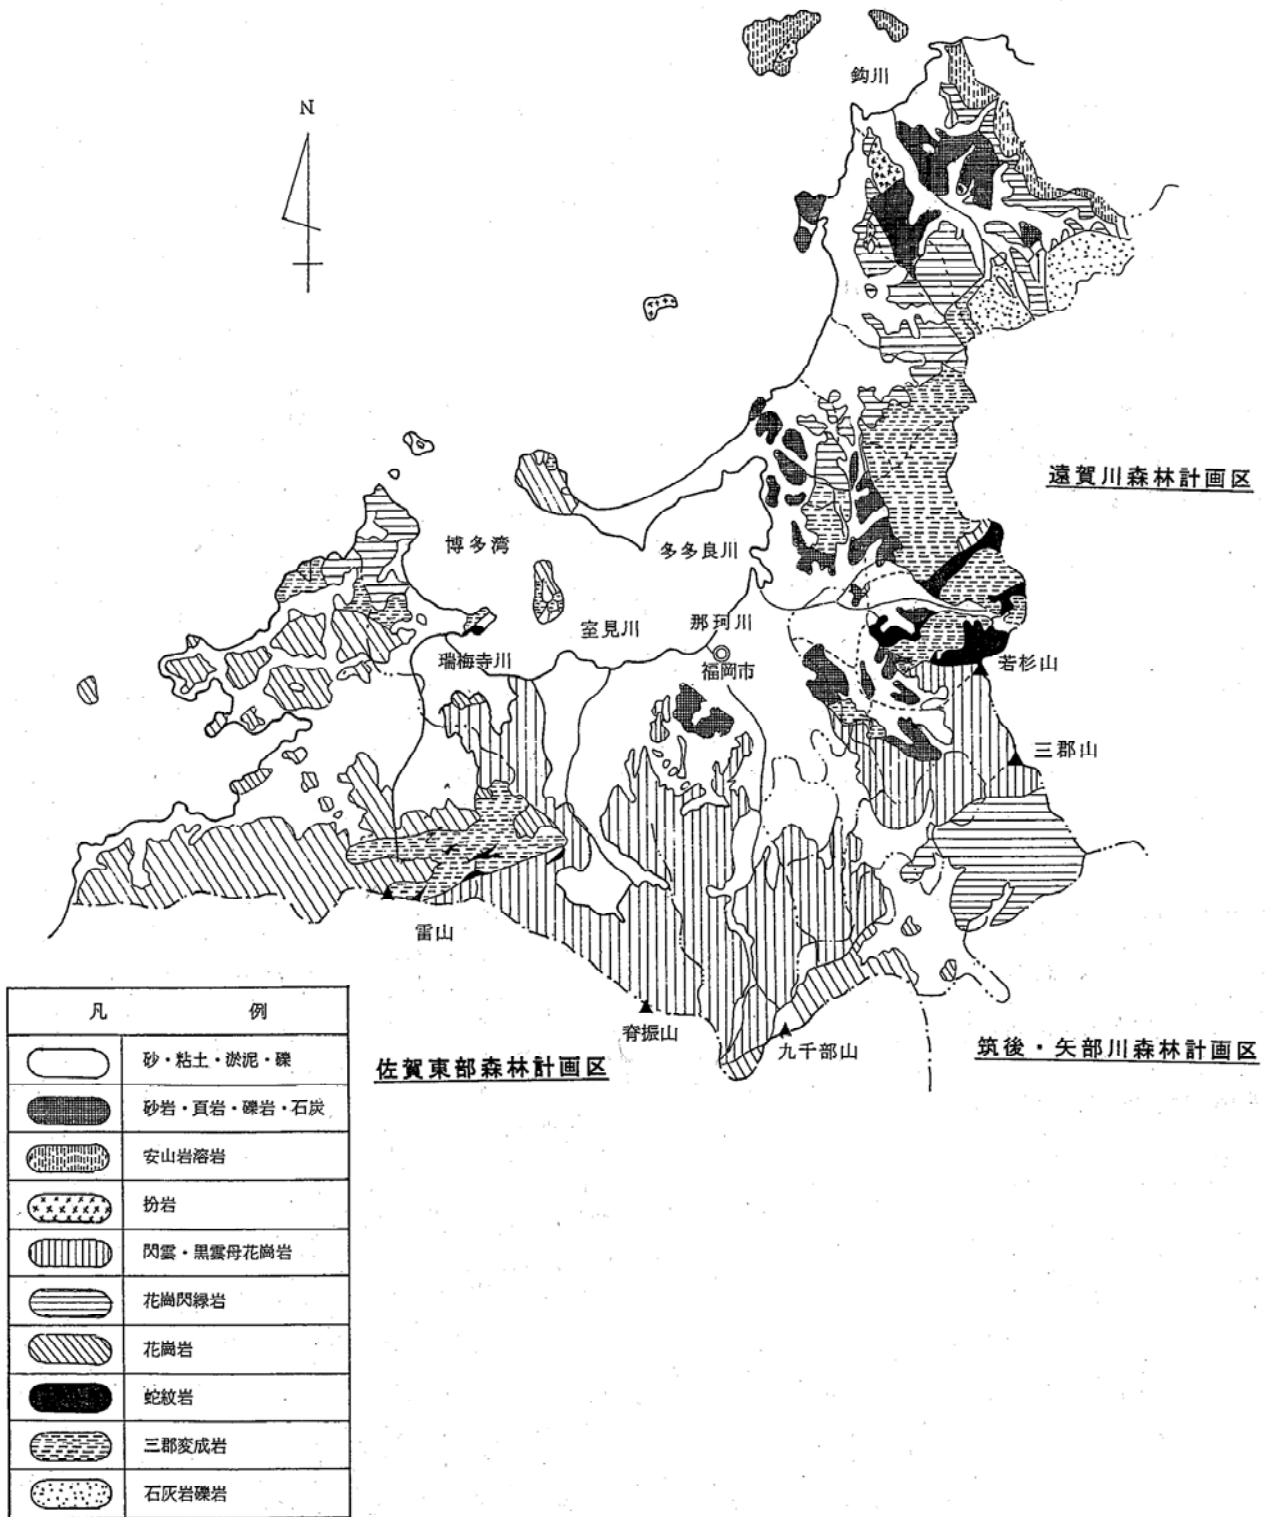 N
鈎川
遠賀川森林計画区
博多湾
多多良川
室見川
那珂川
瑞梅寺川
福岡市
若杉山
三郡山
雷山
脊振山
九千部山
佐賀東部森林計画区
筑後・矢部川森林計画区
凡例
砂・粘土・淤泥・礫
砂岩・頁岩・礫岩・石炭
安山岩溶岩
扮岩
閃雲・黒雲母花崗岩
花崗閃緑岩
花崗岩
蛇紋岩
三郡変成岩
石灰岩礫岩